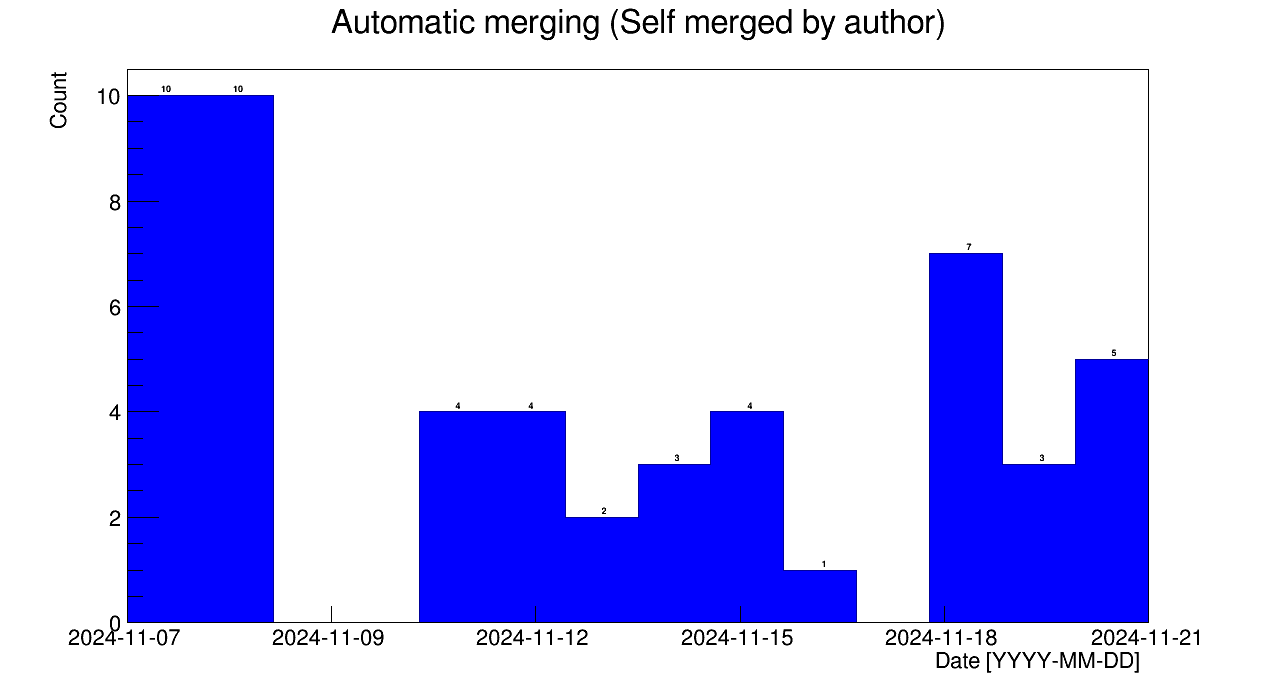 Automatic merging (Self merged by author)
Count
10
8
6
4
2
0
10 10
4 4 2 3 4 1
7 3 5
2024-11-07 2024-11-09 2024-11-12 2024-11-15 2024-11-18 2024-11-21
Date [YYYY-MM-DD]